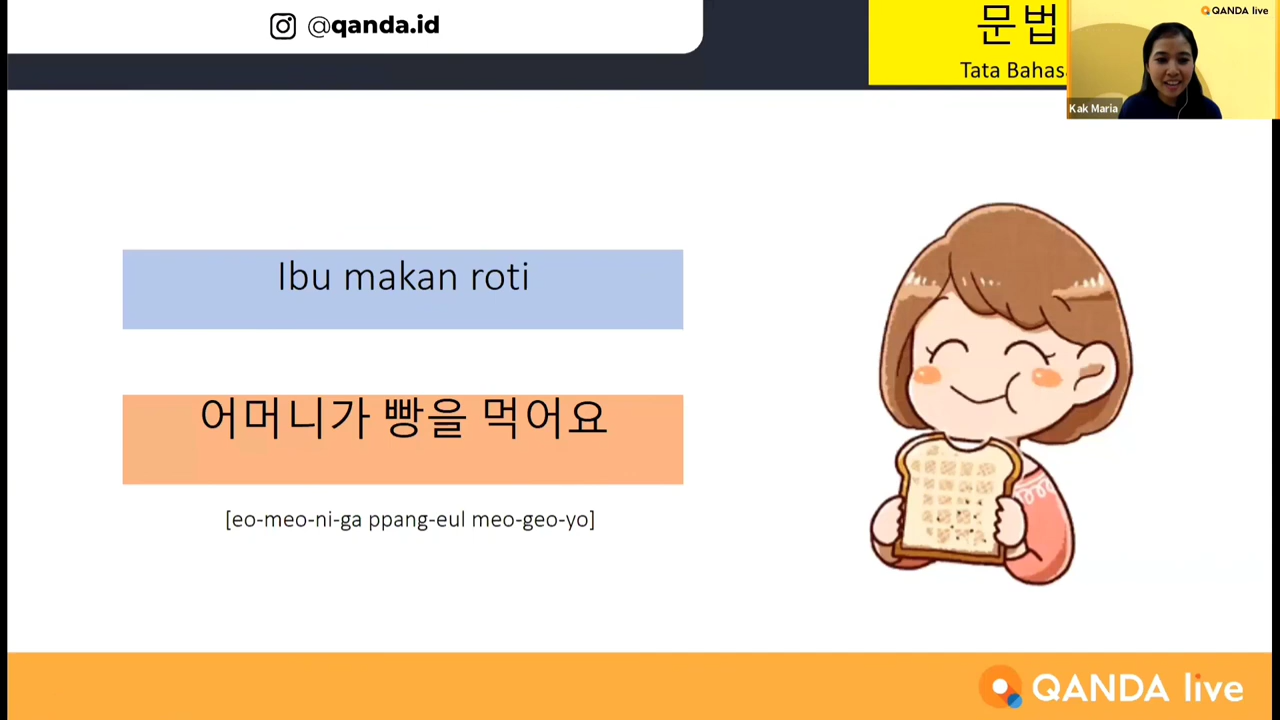 @qanda.id
문법
Tata Bahasa
QANDA live
Kak Maria
Ibu makan roti
어머니가 빵을 먹어요
[eo-meo-ni-ga ppang-eul meo-geo-yo]
QANDA live